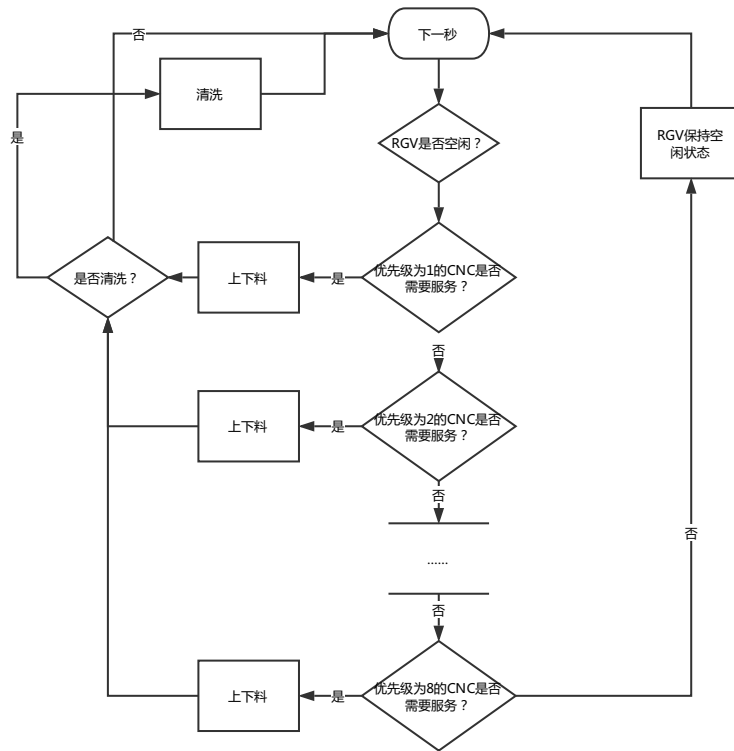 否
下一秒
清洗
RGV是否空闲？
RGV保持空
闲状态
是
是否清洗？
上下料
是
优先级为1的CNC是否
需要服务？
否
上下料
是
优先级为2的CNC是否
需要服务？
否
......
否
否
上下料
是
优先级为8的CNC是否
需要服务？